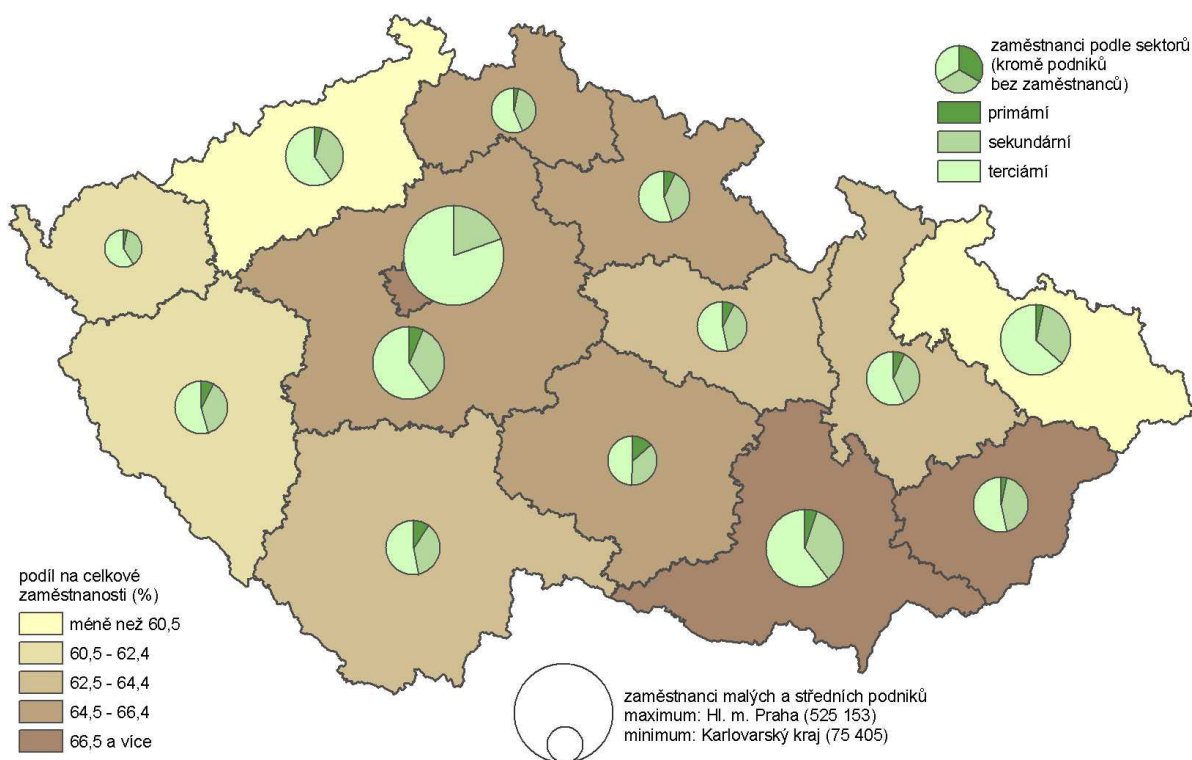 zaměstnanci podle sektorů
(kromě podniků
bez zaměstnanců)
primární
sekundární
terciární
podíl na celkové
zaměstnanosti (%)
méně než 60,5
60,5 - 62,4
62,5 - 64,4
64,5 - 66,4
66,5 a více
zaměstnanci malých a středních podniků
maximum: Hl. m. Praha (525 153)
minimum: Karlovarský kraj (75 405)